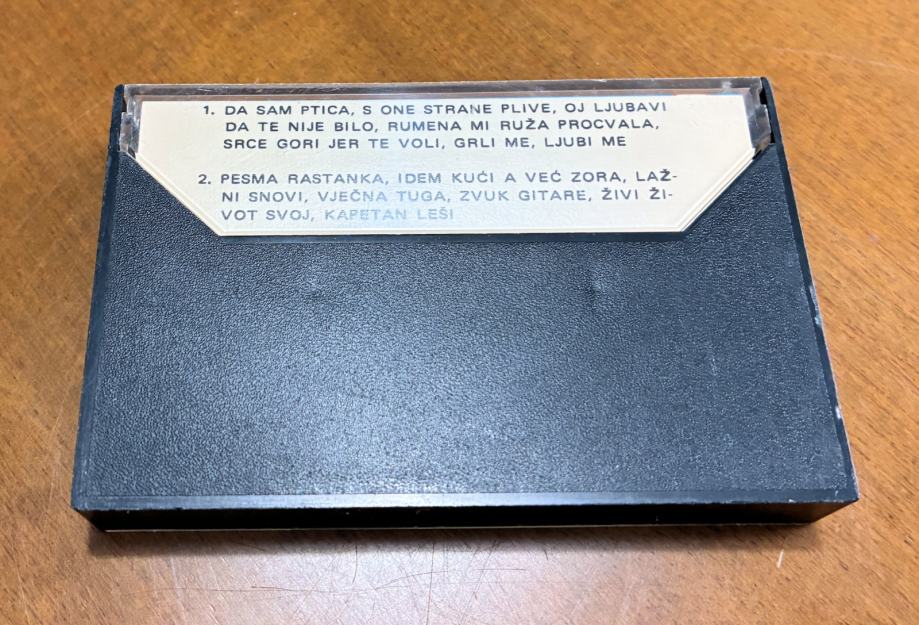 1. DA SAM PTICA, S ONE STRANE PLIVE, OJ LJUBAVI
DA TE NIJE BILO, RUMENA MI RUŽA PROCVALA,
SRCE GORI JER TE VOLI, GRLI ME, LJUBI ME
2. PESMA RASTANKA, IDEM KUĆI A VEĆ ZORA, LAŽ-
NI SNOVI, VJEČNA TUGA, ZVUK GITARE, ŽIVI ŽI-
VOT SVOJ, KAPETAN LEŠI